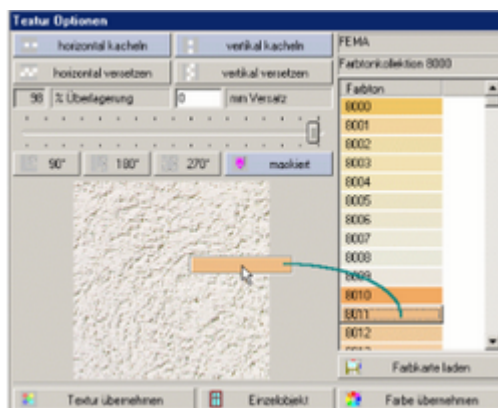 Textur Optionen
horizontal kacheln
vertikal kacheln
FEMA
horizontal versetzen
vertikal versetzen
Farbtonkollektion 8000
98 % Überlagerung
0 mm Versatz
Farbton
8000
8001
8002
8003
8004
8005
8006
8007
8008
8009
8010
8011
8012
90°
180°
270°
maskiert
Farbkarte laden
Textur übernehmen
Einzelobjekt
Farbe übernehmen